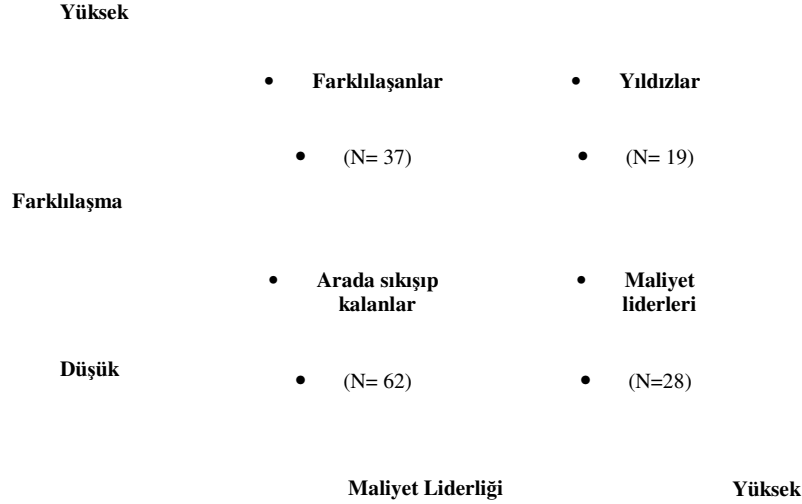 Yüksek
• Farklılaşanlar • Yıldızlar
• (N= 37) • (N= 19)
Farklılaşma
• Arada sıkışıp • Maliyet
kalanlar liderleri
Düşük
• (N= 62) • (N=28)
Maliyet Liderliği Yüksek